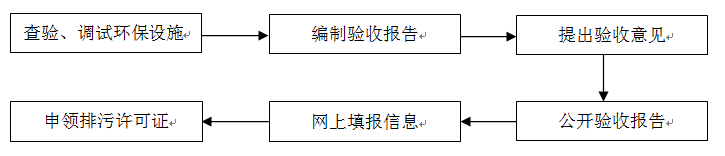 查验、调试环保设施
编制验收报告
提出验收意见
公开验收报告
网上填报信息
申领排污许可证